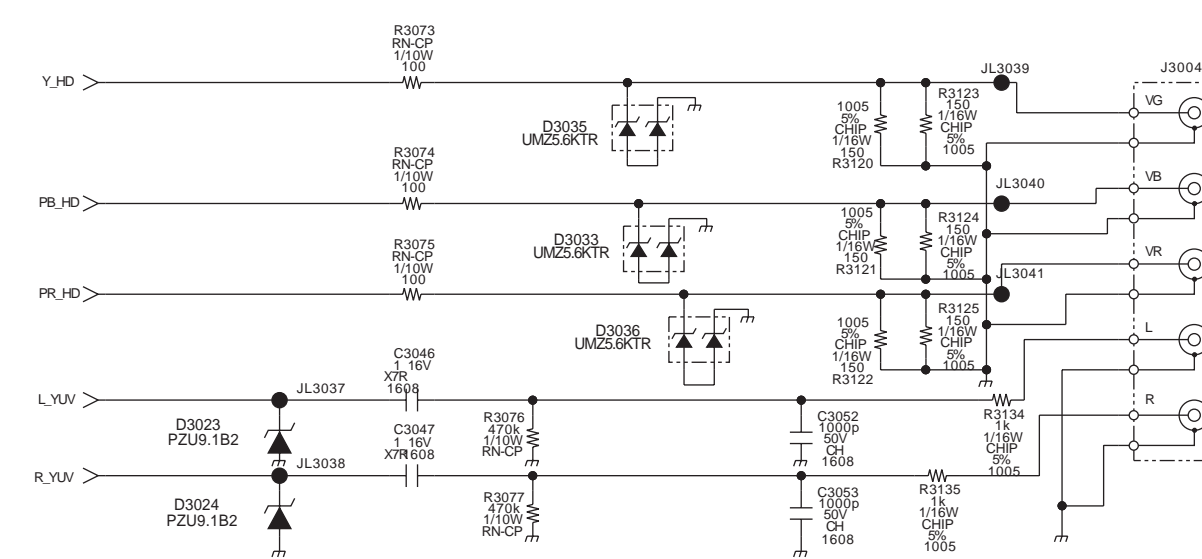 R3073
RN-CP
1/10W
100
Y_HD
D3035
UMZ5.6KTR
1005
5%
CHIP
1/16W
150
R3120
R3123
150
1/16W
CHIP
5%
1005
JL3039
J3004
VG
R3074
RN-CP
1/10W
100
PB_HD
D3033
UMZ5.6KTR
1005
5%
CHIP
1/16W
150
R3121
R3124
150
1/16W
CHIP
5%
1005
JL3040
VB
R3075
RN-CP
1/10W
100
PR_HD
D3036
UMZ5.6KTR
1005
5%
CHIP
1/16W
150
R3122
R3125
150
1/16W
CHIP
5%
1005
JL3041
VR
L_YUV
JL3037
D3023
PZU9.1B2
C3046
1 16V
X7R
1608
R3076
470k
1/10W
RN-CP
C3052
1000p
50V
CH
1608
R3134
1k
1/16W
CHIP
5%
1005
L
R_YUV
JL3038
D3024
PZU9.1B2
C3047
1 16V
X7R1608
R3077
470k
1/10W
RN-CP
C3053
1000p
50V
CH
1608
R3135
1k
1/16W
CHIP
5%
1005
R